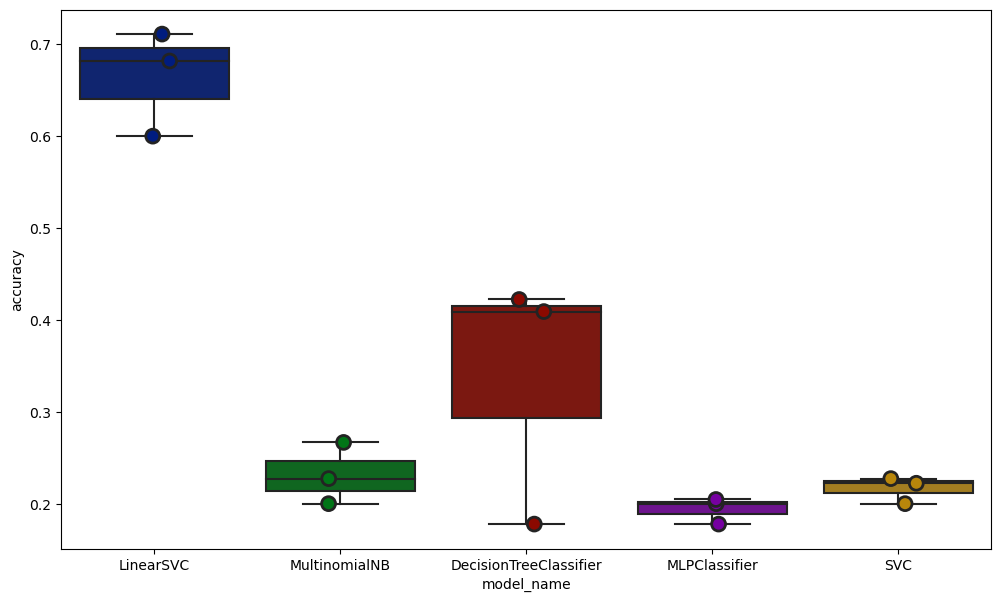 accuracy
0.7
0.6
0.5
0.4
0.3
0.2
LinearSVC
MultinomialNB
DecisionTreeClassifier
MLPClassifier
SVC
model_name